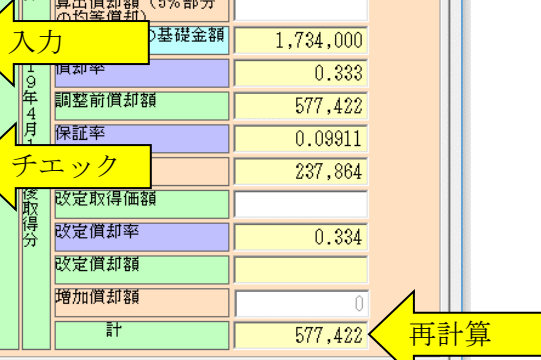 算出償却額（5%部分
の均等償却）
入力
の基礎金額
1,734,000
償却率
0.333
調整前償却額
577,422
保証率
0.09911
チェック
237,864
改定取得価額
改定償却率
0.334
改定償却額
増加償却額
0
計
577,422
再計算
19年4月1
後取得分